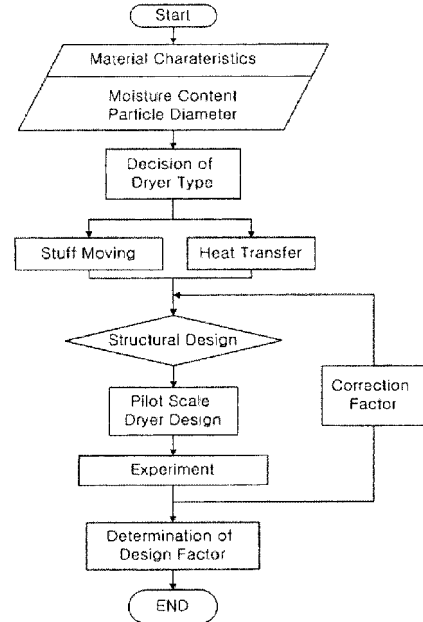 Start
Material Charateristics
Moisture Content
Particle Diameter
Decision of
Dryer Type
Stuff Moving
Heat Transfer
Structural Design
Pilot Scale
Dryer Design
Correction
Factor
Experiment
Determination of
Design Factor
END